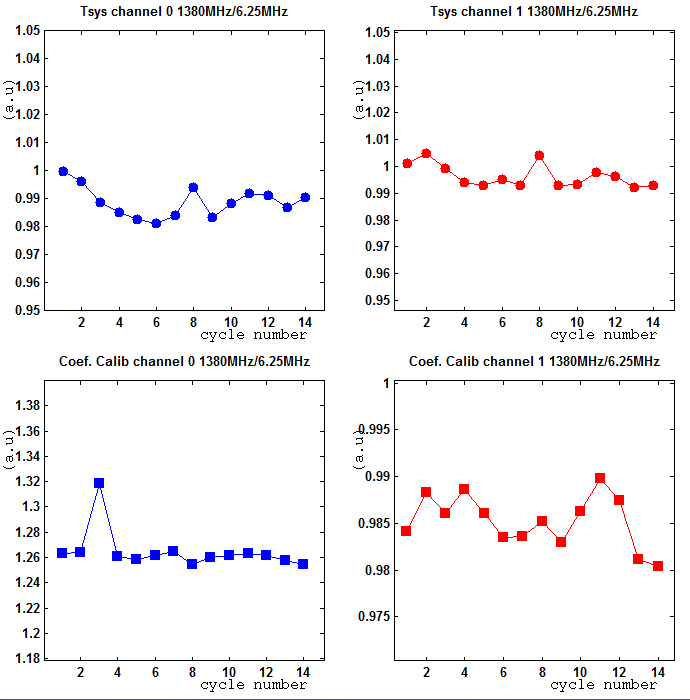 Tsys channel 0 1380MHz/6.25MHz
1.05
1.04
1.03
1.02
1.01
1
0.99
0.98
0.97
0.96
0.95
(a.u)
2 4 6 8 10 12 14
cycle number
Tsys channel 1 1380MHz/6.25MHz
1.05
1.04
1.03
1.02
1.01
1
0.99
0.98
0.97
0.96
0.95
(a.u)
2 4 6 8 10 12 14
cycle number
Coef. Calib channel 0 1380MHz/6.25MHz
1.38
1.36
1.34
1.32
1.3
1.28
1.26
1.24
1.22
1.2
1.18
(a.u)
2 4 6 8 10 12 14
cycle number
Coef. Calib channel 1 1380MHz/6.25MHz
1
0.995
0.99
0.985
0.98
0.975
(a.u)
2 4 6 8 10 12 14
cycle number